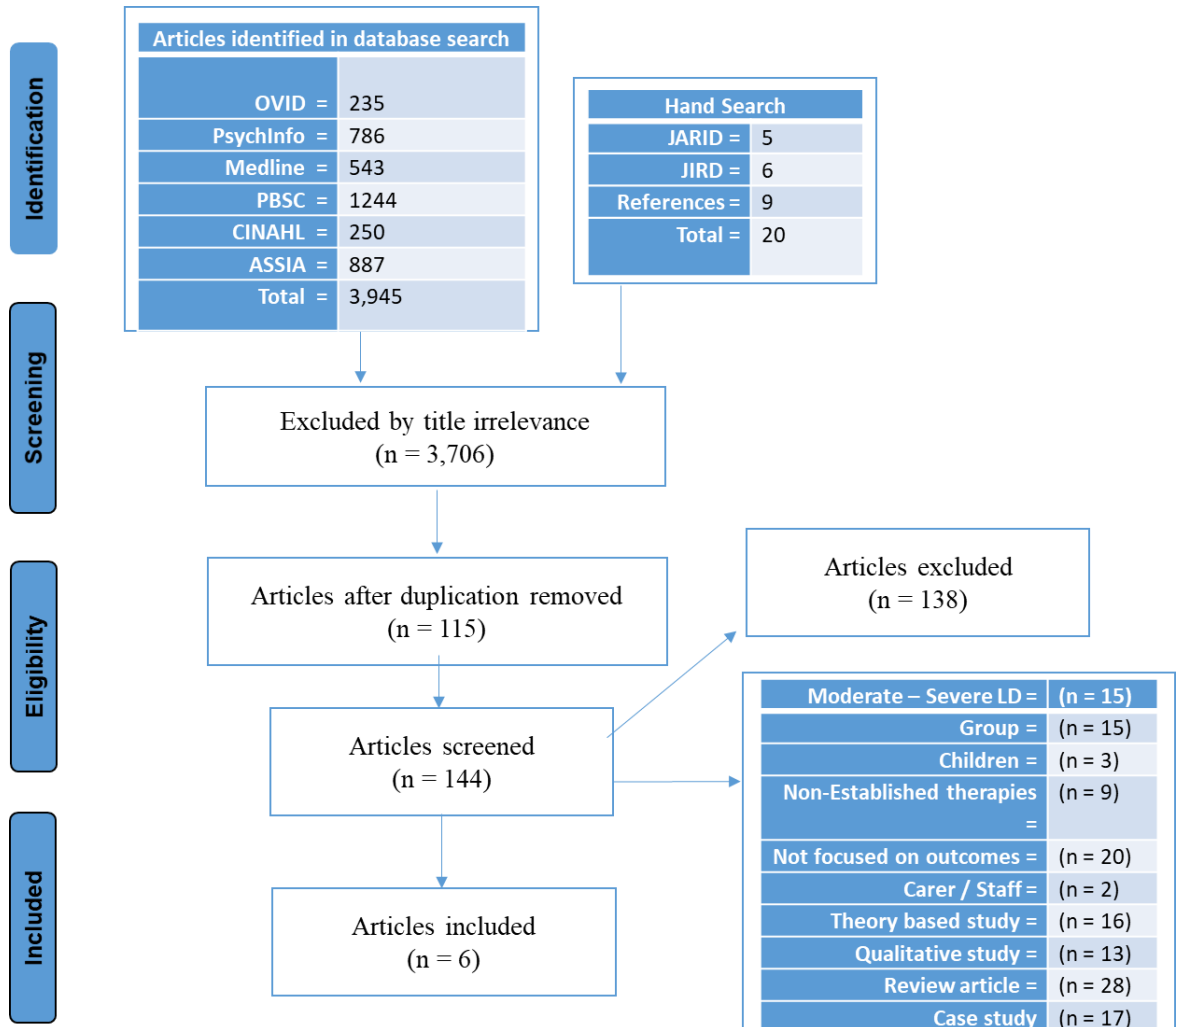 Identification
Articles identified in database search
OVID = 235
PsychInfo = 786
Medline = 543
PBSC = 1244
CINAHL = 250
ASSIA = 887
Total = 3,945
Hand Search
JARID = 5
JIRD = 6
References = 9
Total = 20
Screening
Excluded by title irrelevance
(n = 3,706)
Eligibility
Articles after duplication removed
(n = 115)
Articles excluded
(n = 138)
Articles screened
(n = 144)
Moderate – Severe LD = (n = 15)
Group = (n = 15)
Children = (n = 3)
Non-Established therapies (n = 9)
=
Not focused on outcomes = (n = 20)
Carer / Staff = (n = 2)
Theory based study = (n = 16)
Qualitative study = (n = 13)
Review article = (n = 28)
Case study (n = 17)
Included
Articles included
(n = 6)